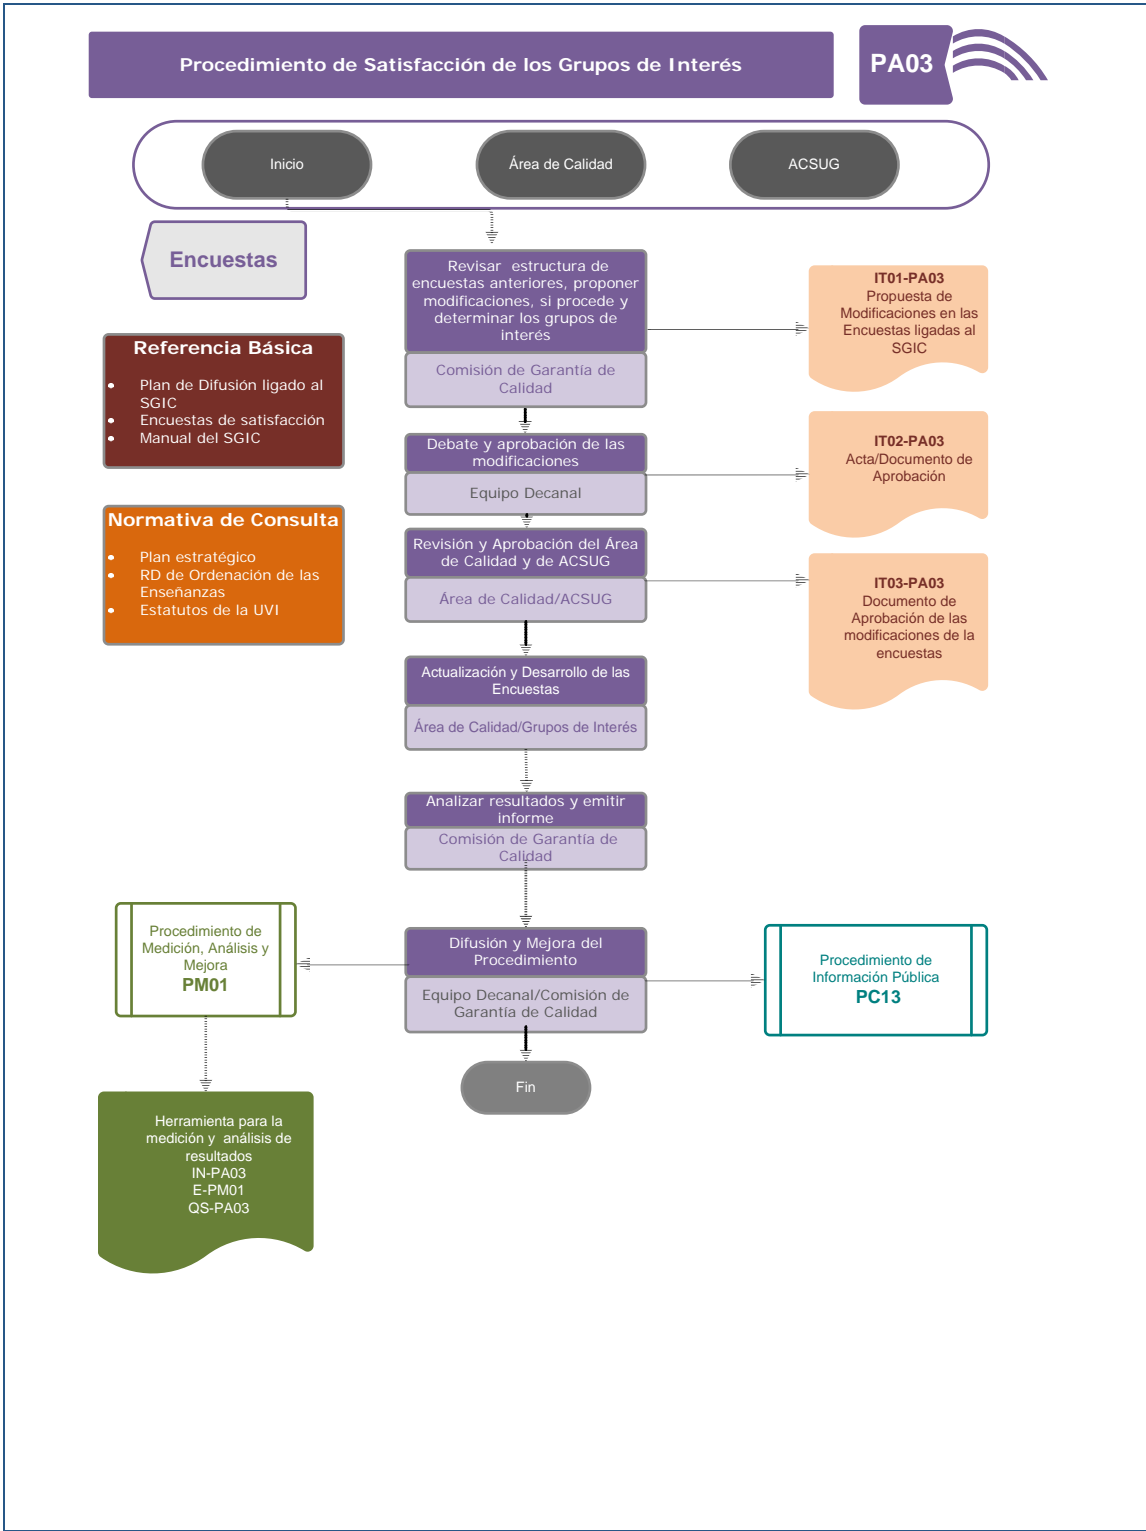 Procedimiento de Satisfacción de los Grupos de Interés
PA03
Inicio
Área de Calidad
ACSUG
Encuestas
Revisar estructura de
encuestas anteriores, proponer
modificaciones, si procede y
determinar los grupos de
interés
Comisión de Garantía de
Calidad
IT01-PA03
Propuesta de
Modificaciones en las
Encuestas ligadas al
SGIC
Referencia Básica
• Plan de Difusión ligado al
SGIC
• Encuestas de satisfacción
• Manual del SGIC
Debate y aprobación de las
modificaciones
Equipo Decanal
IT02-PA03
Acta/Documento de
Aprobación
Normativa de Consulta
• Plan estratégico
• RD de Ordenación de las
Enseñanzas
• Estatutos de la UVI
Revisión y Aprobación del Área
de Calidad y de ACSUG
Área de Calidad/ACSUG
IT03-PA03
Documento de
Aprobación de las
modificaciones de la
encuestas
Actualización y Desarrollo de las
Encuestas
Área de Calidad/Grupos de Interés
Analizar resultados y emitir
informe
Comisión de Garantía de
Calidad
Procedimiento de
Medición, Análisis y
Mejora
PM01
Difusión y Mejora del
Procedimiento
Equipo Decanal/Comisión de
Garantía de Calidad
Procedimiento de
Información Pública
PC13
Fin
Herramienta para la
medición y análisis de
resultados
IN-PA03
E-PM01
QS-PA03